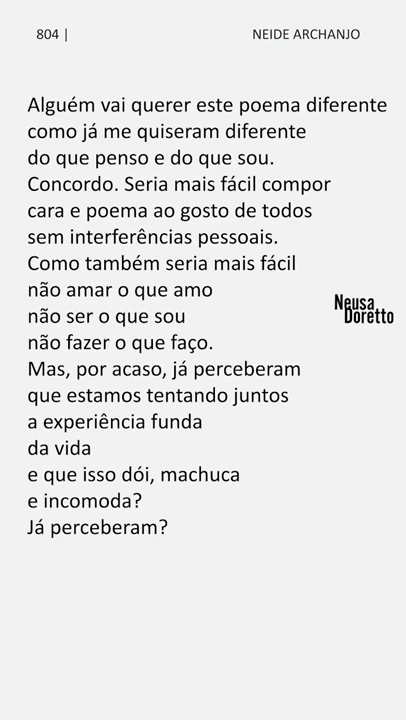 804 |
NEIDE ARCHANJO
Alguém vai querer este poema diferente
como já me quiseram diferente
do que penso e do que sou.
Concordo. Seria mais fácil compor
cara e poema ao gosto de todos
sem interferências pessoais.
Como também seria mais fácil
não amar o que amo
não ser o que sou
não fazer o que faço.
Mas, por acaso, já perceberam
que estamos tentando juntos
a experiência funda
da vida
e que isso dói, machuca
e incomoda?
Já perceberam?
Neusa
Doretto